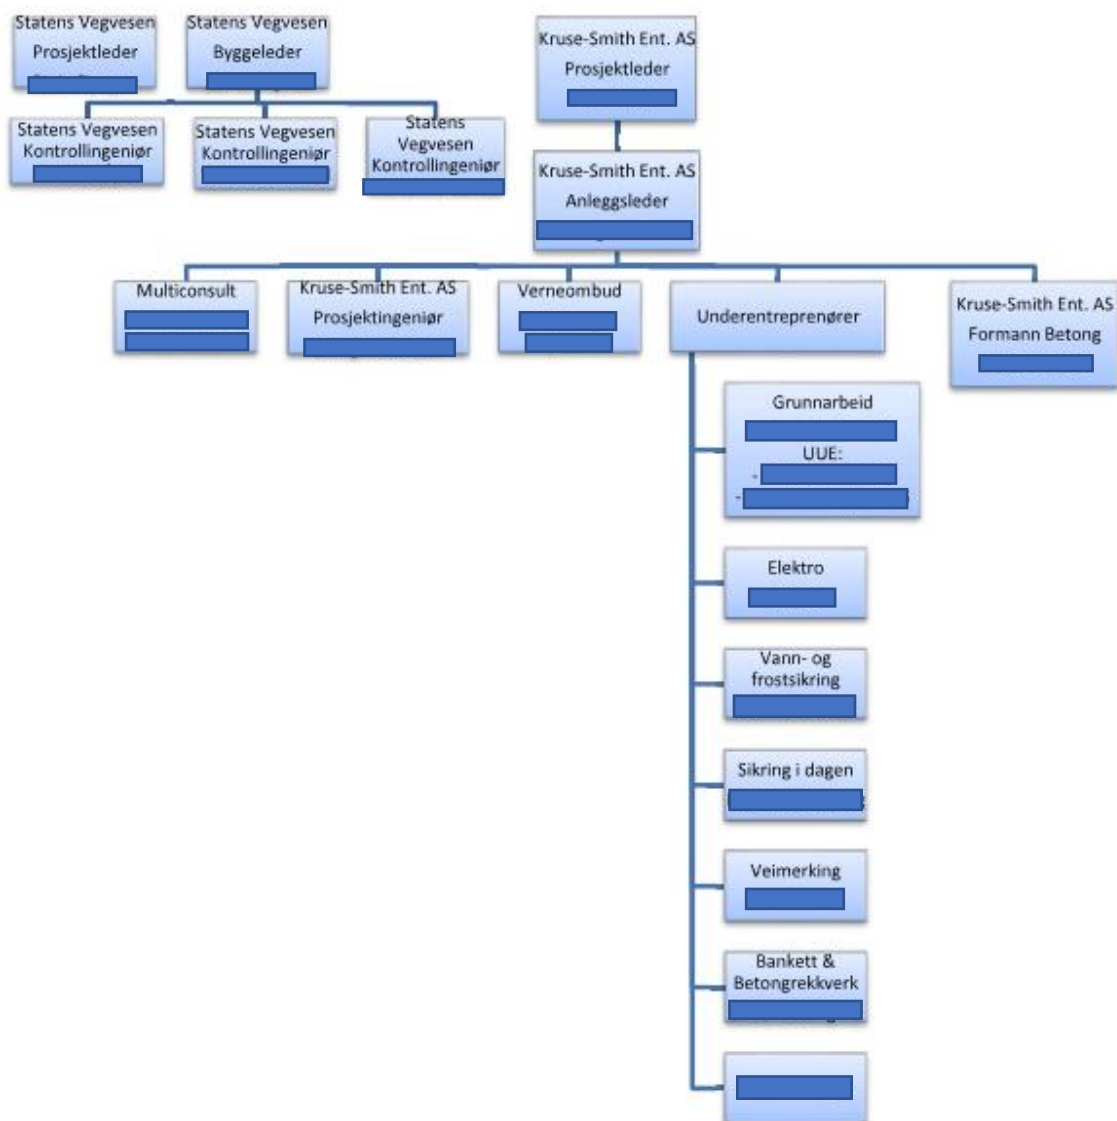 Statens Vegvesen
Prosjektleder
Statens Vegvesen
Byggeleder
Kruse-Smith Ent. AS
Prosjektleder
Statens Vegvesen
Kontrollingeniør
Statens Vegvesen
Kontrollingeniør
Statens
Vegvesen
Kontrollingeniør
Kruse-Smith Ent. AS
Anleggsleder
Multiconsult
Kruse-Smith Ent. AS
Prosjektingeniør
Verneombud
Underentreprenører
Kruse-Smith Ent. AS
Formann Betong
Grunnarbeid
UUE:
-
-
Elektro
Vann- og
frostsikring
Sikring i dagen
Veimerking
Bankett &
Betongrekkverk